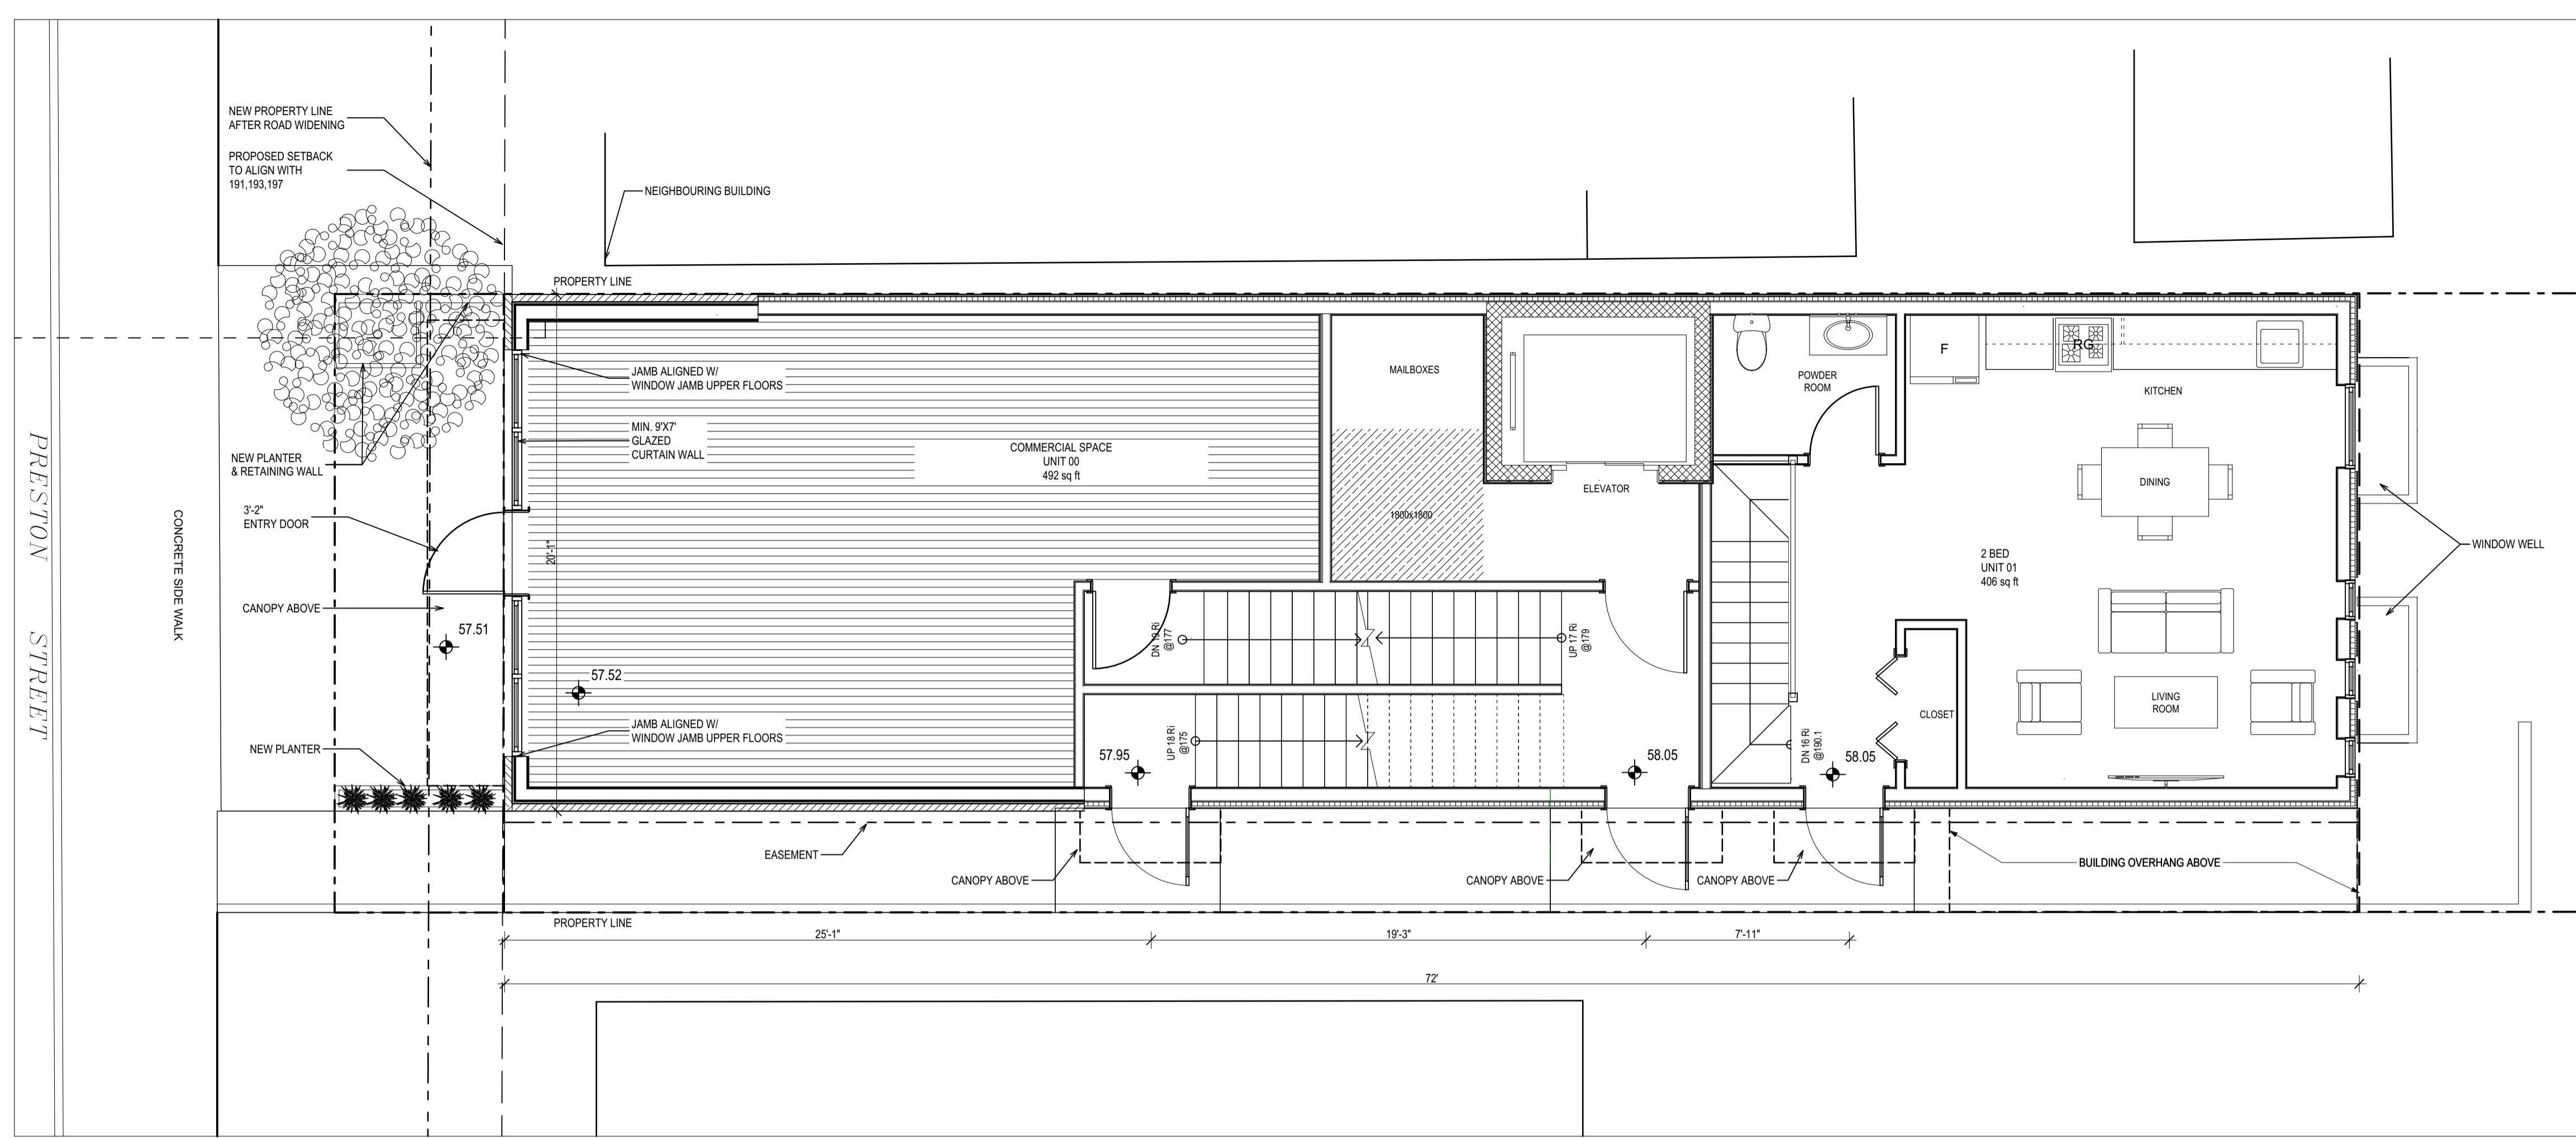 NEW PROPERTY LINE
AFTER ROAD WIDENING
PROPOSED SETBACK
TO ALIGN WITH
191,193,197
NEIGHBOURING BUILDING
PROPERTY LINE
JAMB ALIGNED W/
WINDOW JAMB UPPER FLOORS
MIN. 9'X7'
GLAZED
CURTAIN WALL
COMMERCIAL SPACE
UNIT 00
492 sq ft
MAILBOXES
1800x1800
ELEVATOR
POWDER
ROOM
F
RG
KITCHEN
DINING
2 BED
UNIT 01
406 sq ft
WINDOW WELL
NEW PLANTER
& RETAINING WALL
3'-2"
ENTRY DOOR
CANOPY ABOVE
57.51
57.52
20'-1"
PRESTON STREET
CONCRETE SIDE WALK
JAMB ALIGNED W/
WINDOW JAMB UPPER FLOORS
NEW PLANTER
DN 19 Ri
@177
UP 17 Ri
@179
UP 18 Ri
@175
57.95
58.05
DN 16 Ri
@190.1
58.05
CLOSET
LIVING
ROOM
EASEMENT
CANOPY ABOVE
CANOPY ABOVE
CANOPY ABOVE
BUILDING OVERHANG ABOVE
PROPERTY LINE
25'-1"
19'-3"
7'-11"
72'